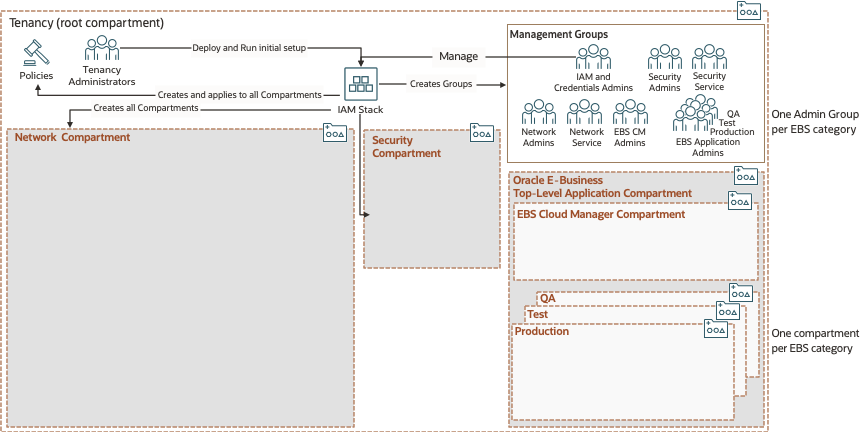 Tenancy (root compartment)
Policies
Tenancy
Administrators
Deploy and Run initial setup
Manage
Creates and applies to all Compartments
Creates Groups
Creates all Compartments
IAM Stack
Management Groups
IAM and
Credentials Admins
Security
Admins
Security
Service
Network
Admins
Network
Service
EBS CM
Admins
QA
Test
Production
EBS Application
Admins
One Admin Group
per EBS category
Network Compartment
Security
Compartment
Oracle E-Business
Top-Level Application Compartment
EBS Cloud Manager Compartment
QA
Test
Production
One compartment
per EBS category